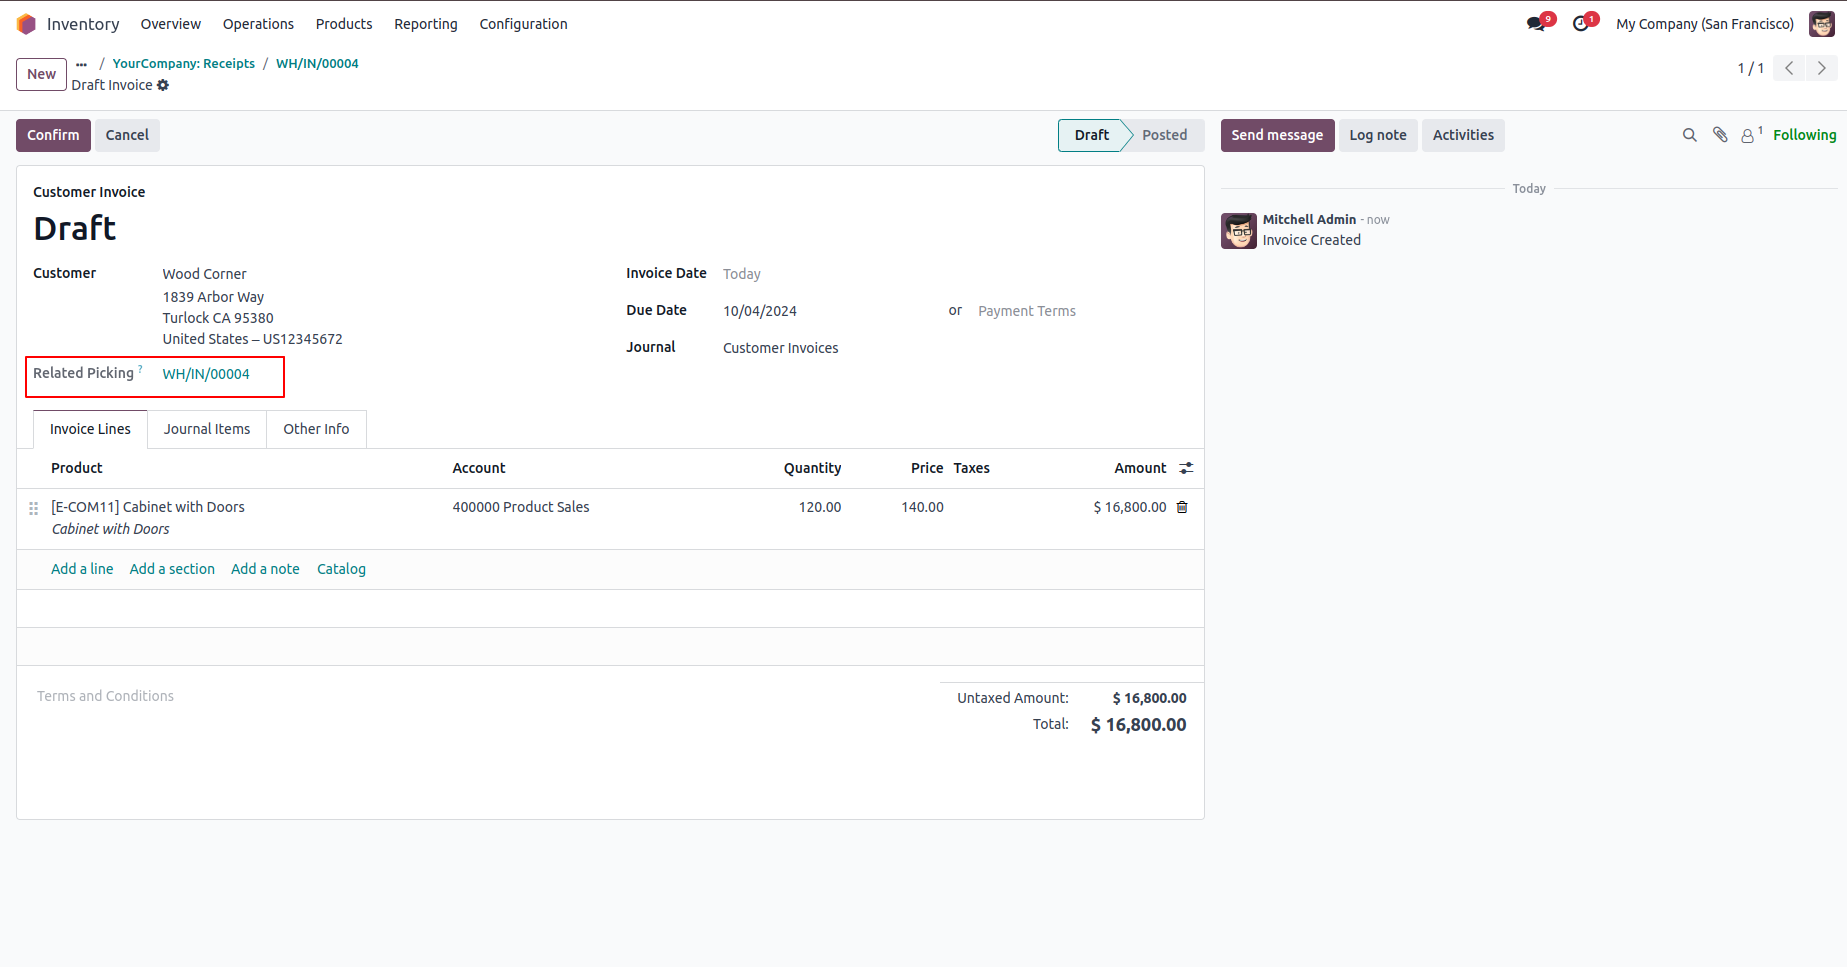 Inventory Overview Operations Products Reporting Configuration 9 1 My Company (San Francisco)
New ... / YourCompany: Receipts / WH/IN/00004
Draft Invoice
1 / 1
Confirm Cancel Draft Posted Send message Log note Activities 1 Following
Customer Invoice
Draft
Customer Wood Corner
1839 Arbor Way
Turlock CA 95380
United States – US12345672
Related Picking ? WH/IN/00004
Invoice Date Today
Due Date 10/04/2024 or Payment Terms
Journal Customer Invoices
Today
Mitchell Admin - now
Invoice Created
Invoice Lines Journal Items Other Info
Product Account Quantity Price Taxes Amount
[E-COM11] Cabinet with Doors 400000 Product Sales 120.00 140.00 $ 16,800.00
Cabinet with Doors
Add a line Add a section Add a note Catalog
Terms and Conditions
Untaxed Amount: $ 16,800.00
Total: $ 16,800.00